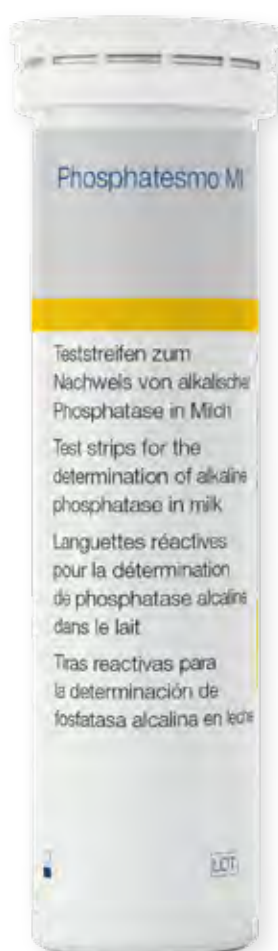 Phosphatesmo MI
Teststreifen zum
Nachweis von alkalischer
Phosphatase in Milch
Test strips for the
determination of alkaline
phosphatase in milk
Languettes réactives
pour la détermination
de phosphatase alcaline
dans le lait
Tiras reactivas para
la determinación de
fosfatasa alcalina en leche
LOT